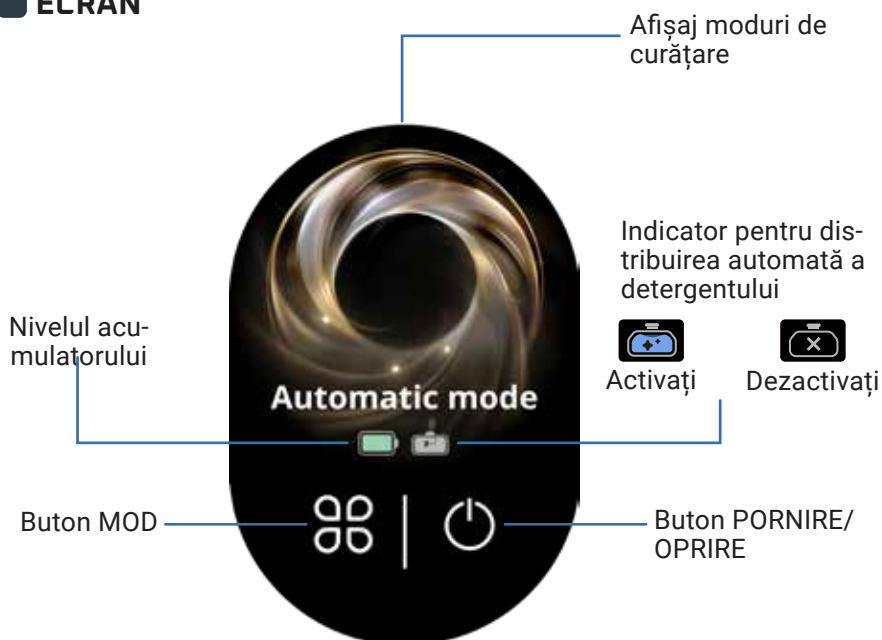 ECRAN
Afișaj moduri de
curățare
Indicator pentru dis-
tribuirea automată a
detergentului
Activați
Dezactivați
Nivelul acu-
mulatorului
Automatic mode
Buton MOD
Buton PORNIRE/
OPRIRE